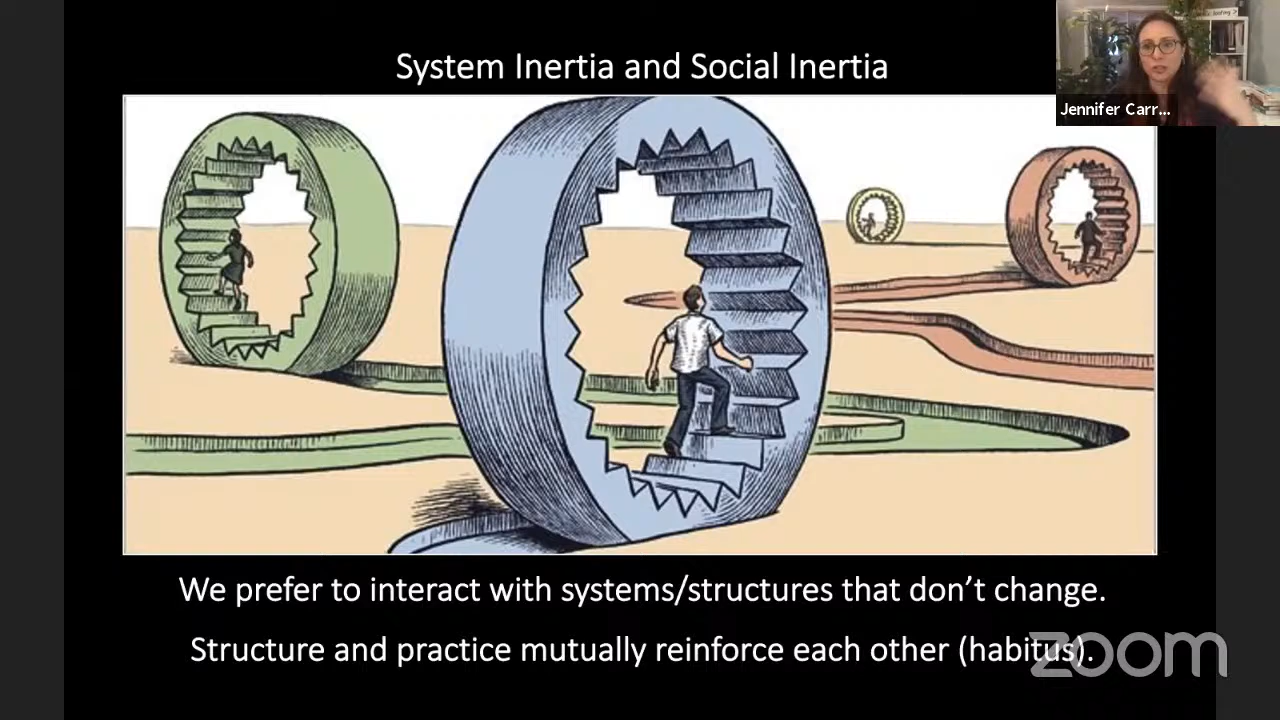 System Inertia and Social Inertia
Jennifer Carr...
We prefer to interact with systems/structures that don’t change.
Structure and practice mutually reinforce each other (habitus).
zoom